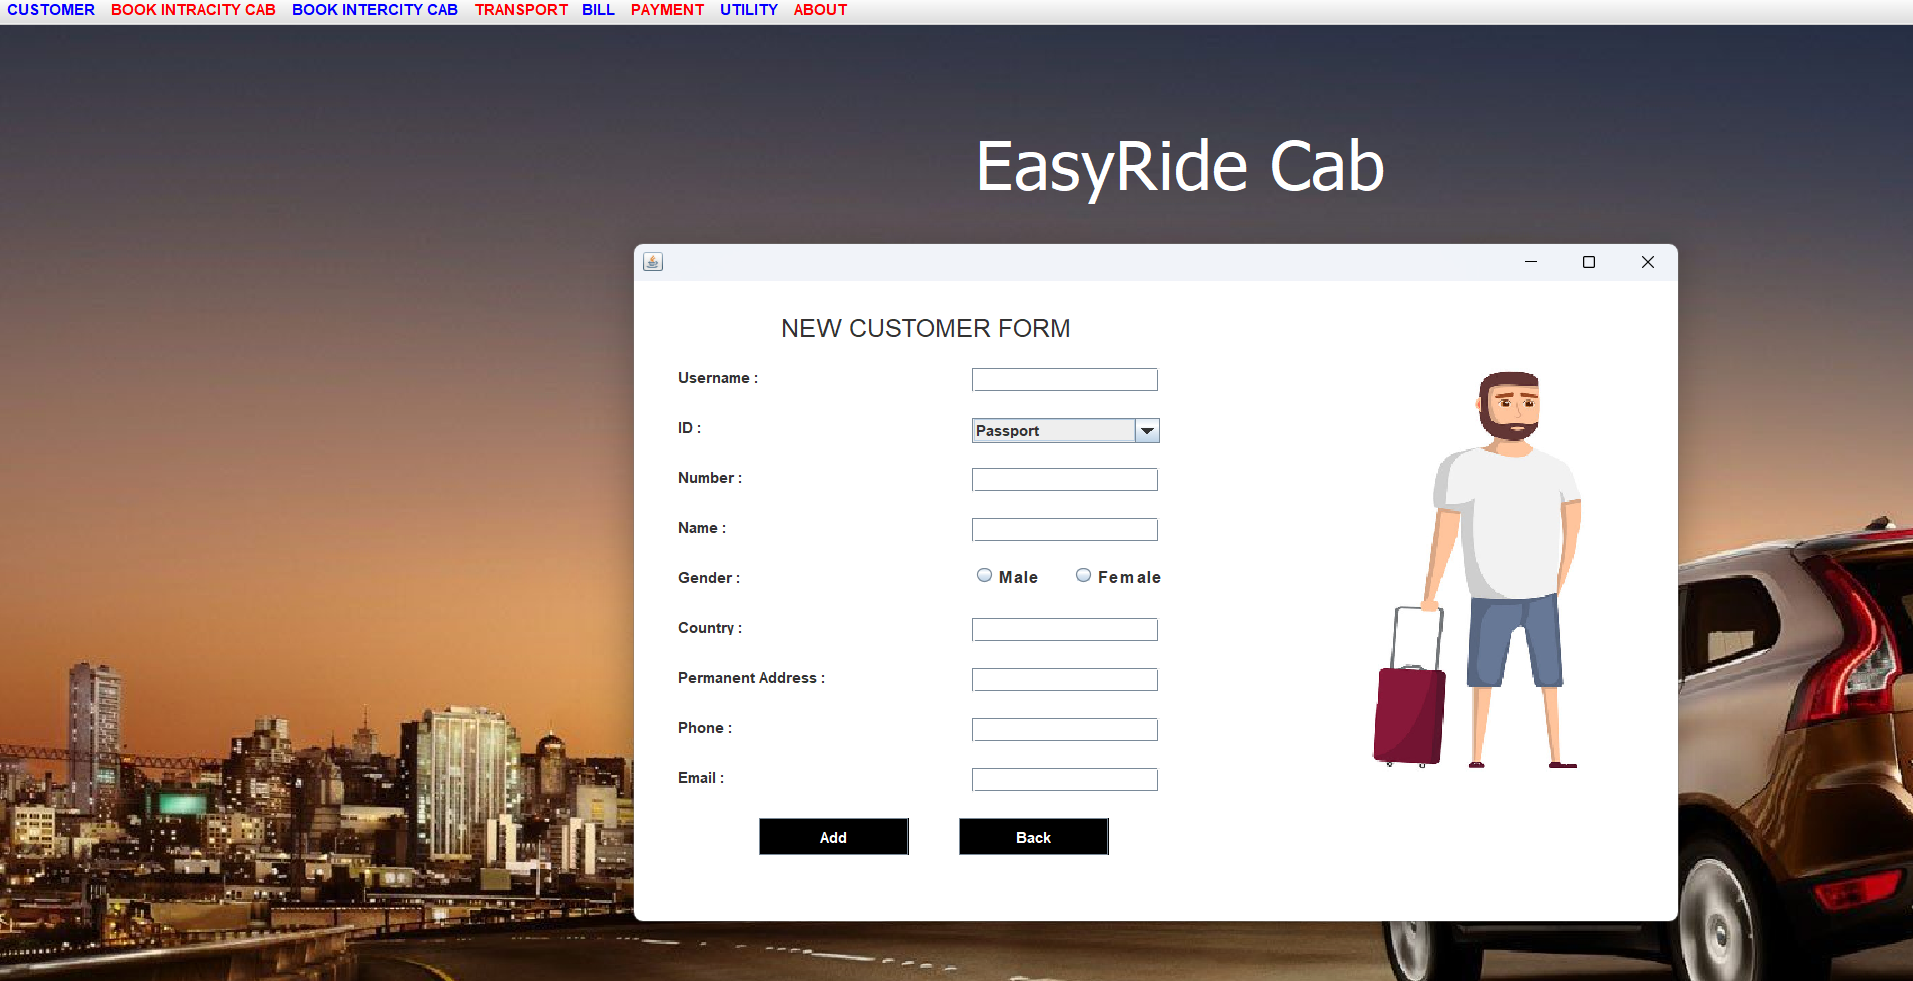 CUSTOMER BOOK INTRACITY CAB BOOK INTERCITY CAB TRANSPORT BILL PAYMENT UTILITY ABOUT
EasyRide Cab
NEW CUSTOMER FORM
Username :
ID : Passport
Number :
Name :
Gender : Male Female
Country :
Permanent Address :
Phone :
Email :
Add Back